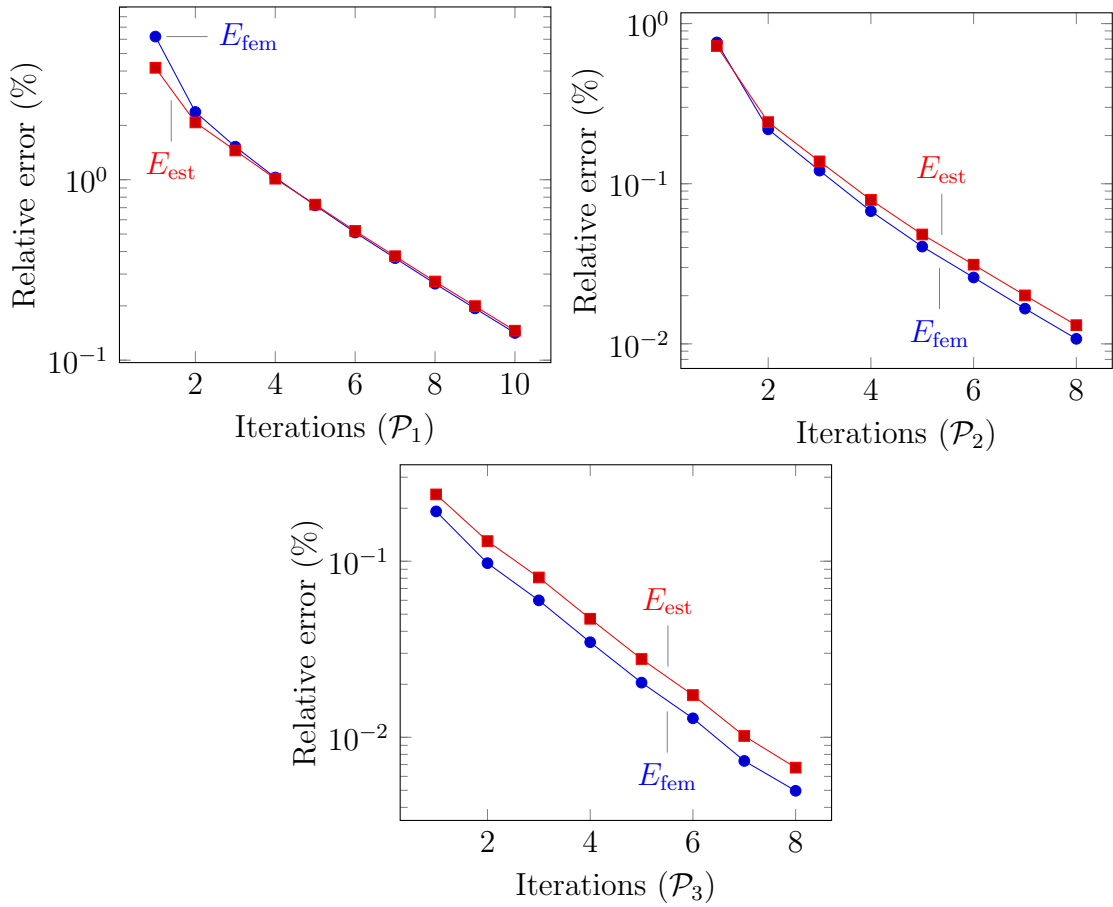 Relative error (%)
10^0
10^{-1}
E_fem
E_est
2 4 6 8 10
Iterations (𝒫_1)
Relative error (%)
10^0
10^{-1}
10^{-2}
E_est
E_fem
2 4 6 8
Iterations (𝒫_2)
Relative error (%)
10^{-1}
10^{-2}
E_est
E_fem
2 4 6 8
Iterations (𝒫_3)